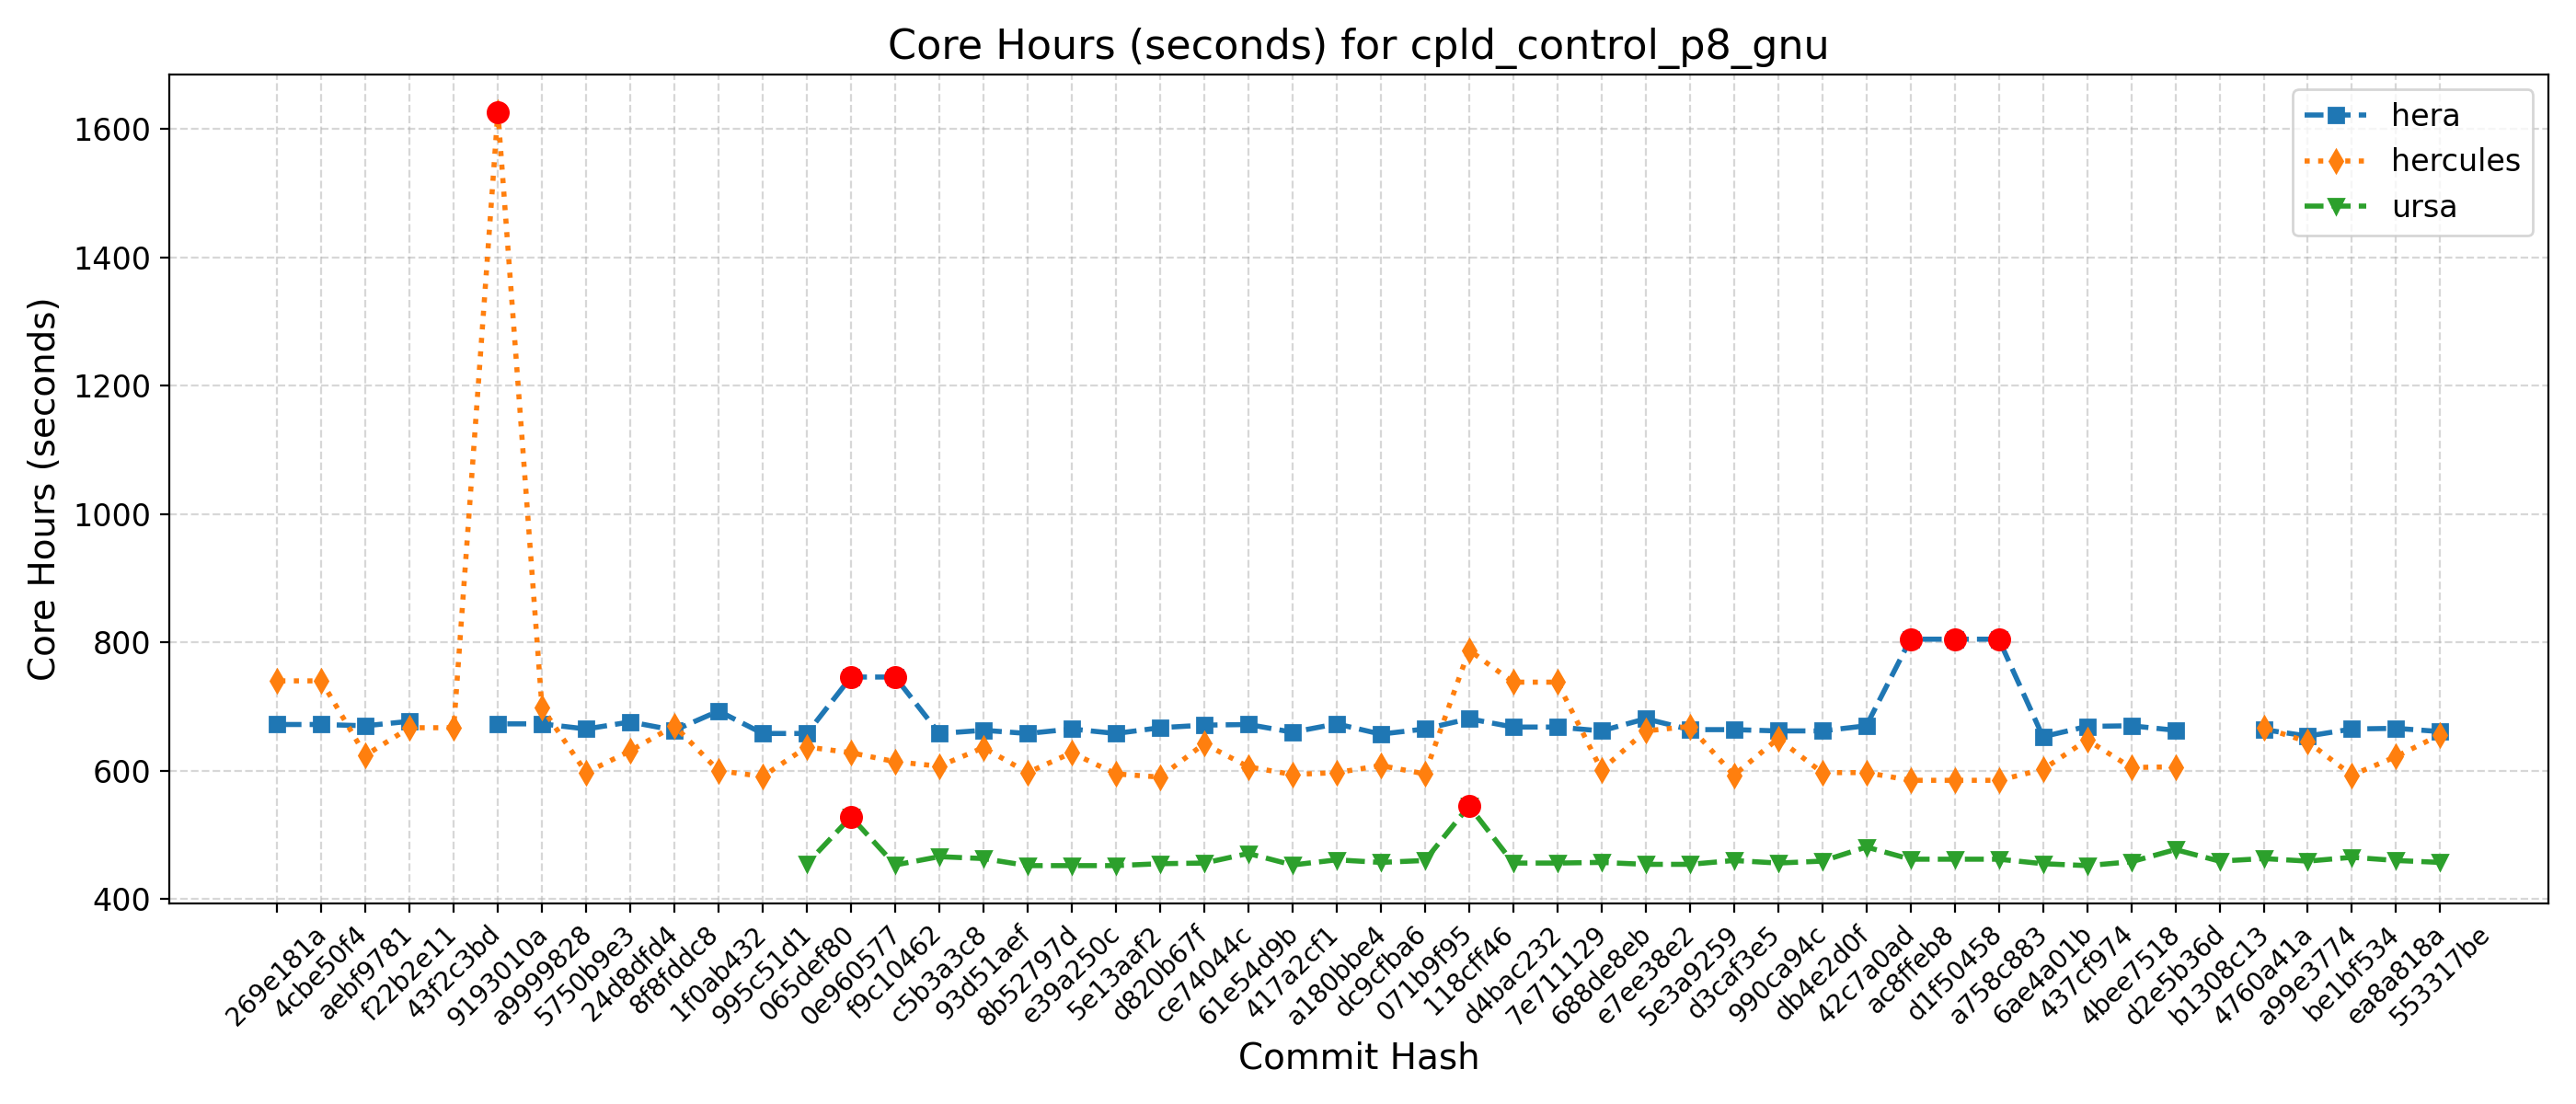 Core Hours (seconds) for cpld_control_p8_gnu
hera
hercules
ursa
Core Hours (seconds)
1600
1400
1200
1000
800
600
400
269e181a
4cbe50f4
aebf9781
f22b2e11
43f2c3bd
9193010a
a9999828
5750b9e3
24d8dfd4
8f8fddc8
1f0ab432
995c51d1
065def80
0e960577
f9c10462
c5b3a3c8
93d51aef
8b52797d
e39a250c
5e13aaf2
d820b67f
ce74044c
61e54d9b
417a2cf1
a180bbe4
dc9cfba6
071b9f95
118cff46
d4bac232
7e711129
688de8eb
e7ee38e2
5e3a9259
d3caf3e5
990ca94c
db4e2d0f
42c7a0ad
ac8ffeb8
d1f50458
a758c883
6ae4a01b
437cf974
4bee7518
d2e5b36d
b1308c13
4760a41a
a99e3774
be1bf534
ea8a818a
553317be
Commit Hash